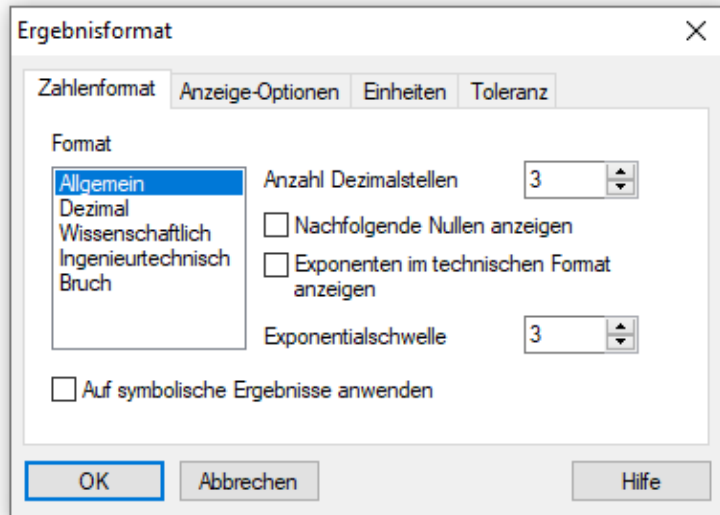 Ergebnisformat
Zahlenformat Anzeige-Optionen Einheiten Toleranz
Format
Allgemein
Dezimal
Wissenschaftlich
Ingenieurtechnisch
Bruch
Anzahl Dezimalstellen 3
Nachfolgende Nullen anzeigen
Exponenten im technischen Format
anzeigen
Exponentialschwelle 3
Auf symbolische Ergebnisse anwenden
OK Abbrechen Hilfe